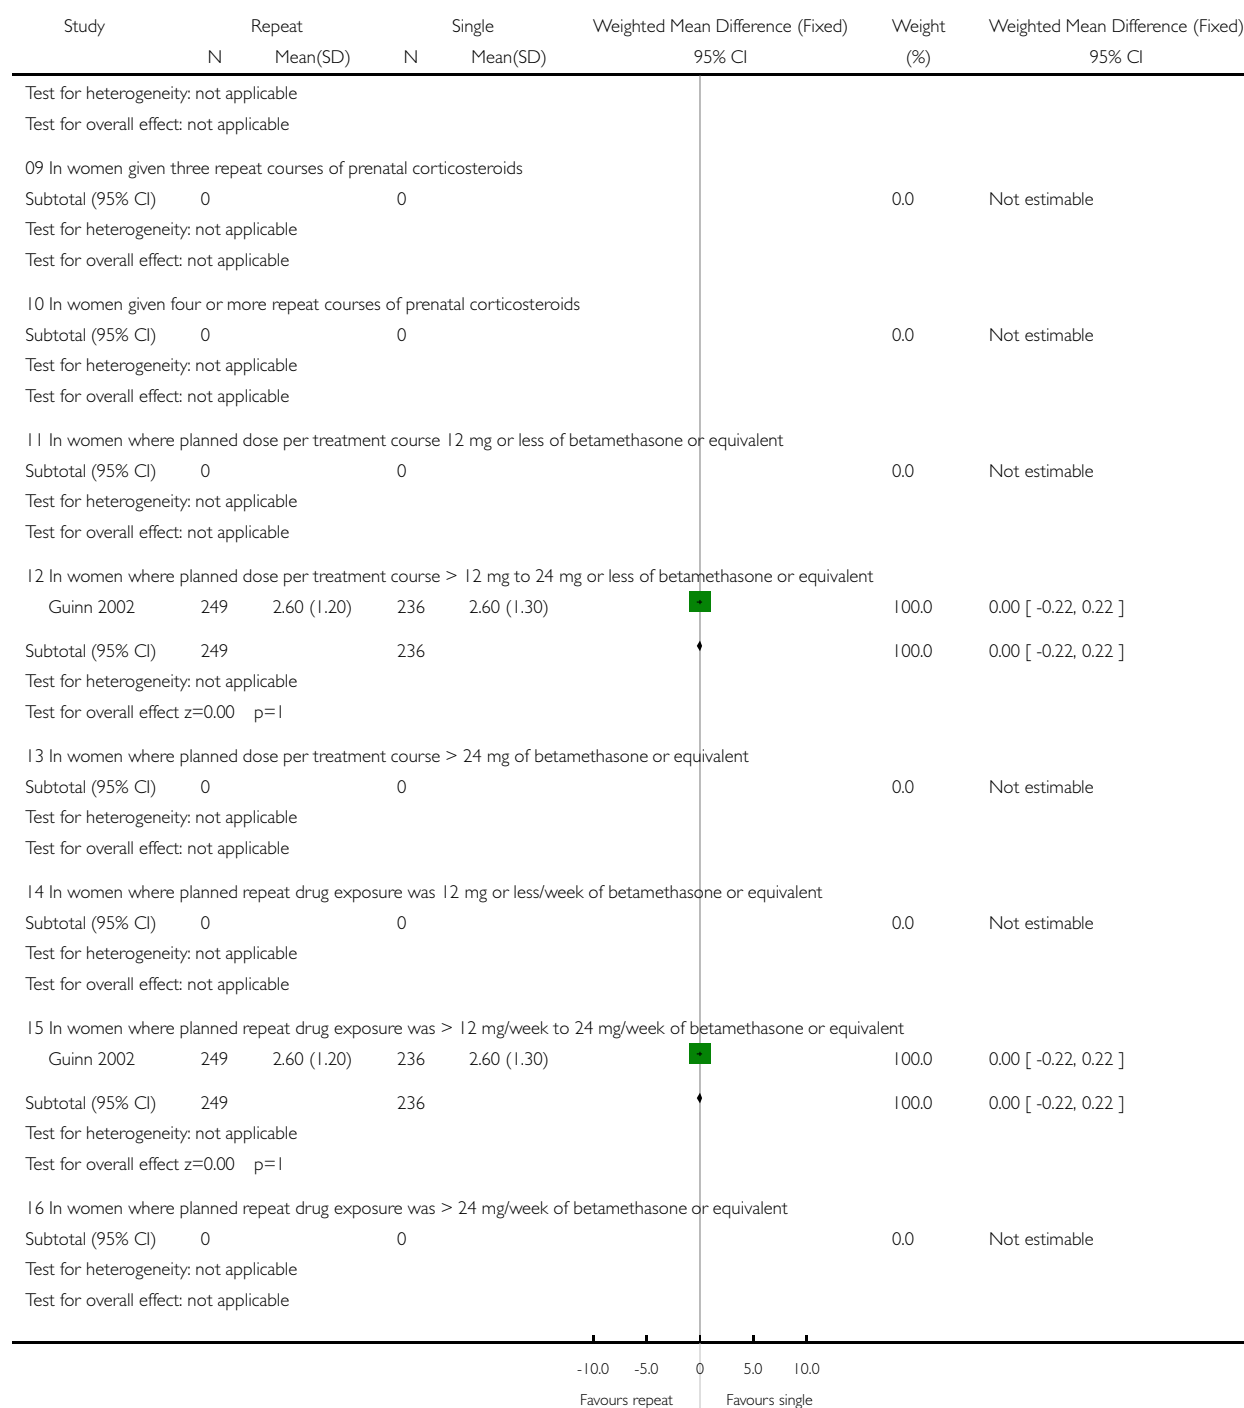 Study Repeat Single Weighted Mean Difference (Fixed) Weight Weighted Mean Difference (Fixed)
N Mean(SD) N Mean(SD) 95% CI (%) 95% CI
Test for heterogeneity: not applicable
Test for overall effect: not applicable
09 In women given three repeat courses of prenatal corticosteroids
Subtotal (95% CI) 0 0 0.0 Not estimable
Test for heterogeneity: not applicable
Test for overall effect: not applicable
10 In women given four or more repeat courses of prenatal corticosteroids
Subtotal (95% CI) 0 0 0.0 Not estimable
Test for heterogeneity: not applicable
Test for overall effect: not applicable
11 In women where planned dose per treatment course 12 mg or less of betamethasone or equivalent
Subtotal (95% CI) 0 0 0.0 Not estimable
Test for heterogeneity: not applicable
Test for overall effect: not applicable
12 In women where planned dose per treatment course > 12 mg to 24 mg or less of betamethasone or equivalent
Guinn 2002 249 2.60 (1.20) 236 2.60 (1.30) 100.0 0.00 [ -0.22, 0.22 ]
Subtotal (95% CI) 249 236 100.0 0.00 [ -0.22, 0.22 ]
Test for heterogeneity: not applicable
Test for overall effect z=0.00 p=1
13 In women where planned dose per treatment course > 24 mg of betamethasone or equivalent
Subtotal (95% CI) 0 0 0.0 Not estimable
Test for heterogeneity: not applicable
Test for overall effect: not applicable
14 In women where planned repeat drug exposure was 12 mg or less/week of betamethasone or equivalent
Subtotal (95% CI) 0 0 0.0 Not estimable
Test for heterogeneity: not applicable
Test for overall effect: not applicable
15 In women where planned repeat drug exposure was > 12 mg/week to 24 mg/week of betamethasone or equivalent
Guinn 2002 249 2.60 (1.20) 236 2.60 (1.30) 100.0 0.00 [ -0.22, 0.22 ]
Subtotal (95% CI) 249 236 100.0 0.00 [ -0.22, 0.22 ]
Test for heterogeneity: not applicable
Test for overall effect z=0.00 p=1
16 In women where planned repeat drug exposure was > 24 mg/week of betamethasone or equivalent
Subtotal (95% CI) 0 0 0.0 Not estimable
Test for heterogeneity: not applicable
Test for overall effect: not applicable
-10.0 -5.0 0 5.0 10.0
Favours repeat Favours single